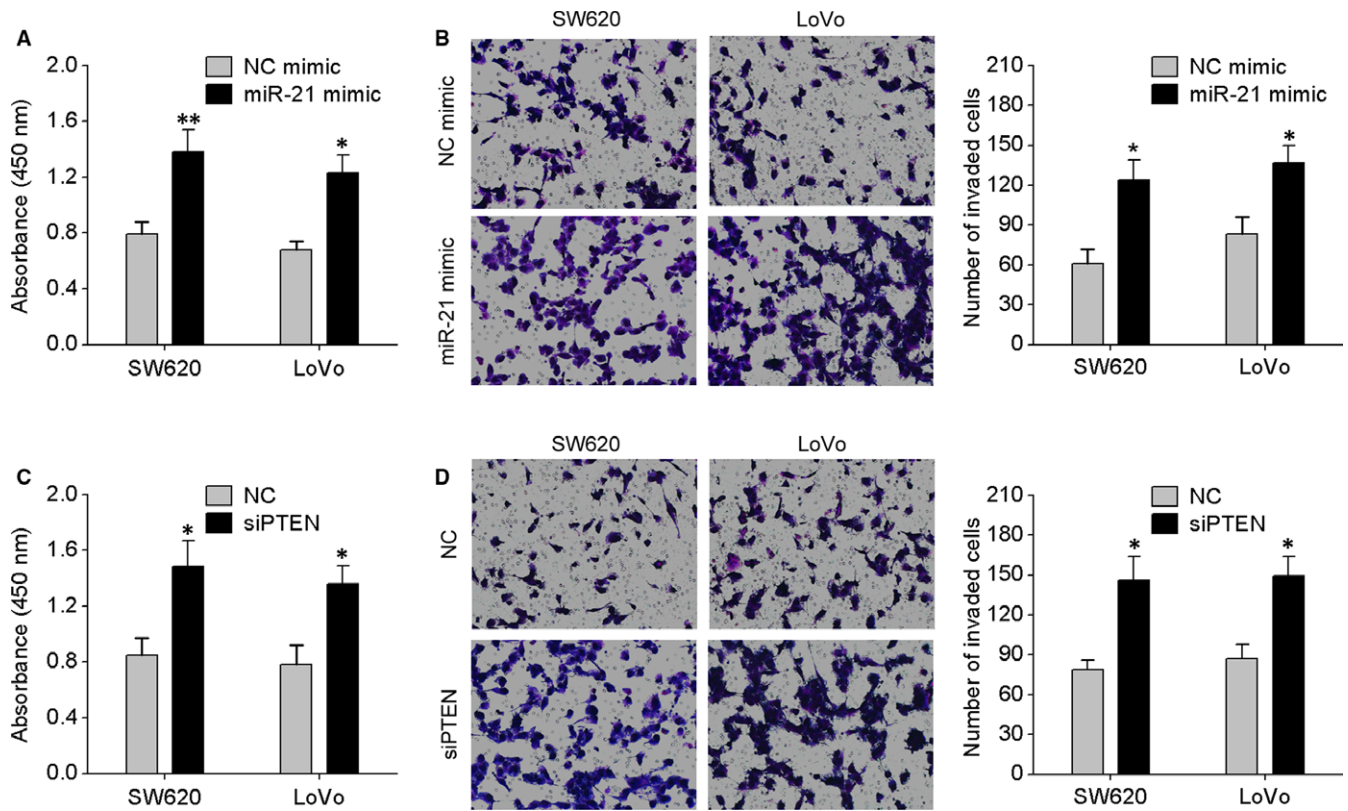 A
Absorbance (450 nm)
2.0
1.6
1.2
0.8
0.4
0.0
NC mimic
miR-21 mimic
**
*
SW620
LoVo
B
SW620
LoVo
NC mimic
miR-21 mimic
Number of invaded cells
210
180
150
120
90
60
30
0
NC mimic
miR-21 mimic
*
*
SW620
LoVo
C
Absorbance (450 nm)
2.0
1.6
1.2
0.8
0.4
0.0
NC
siPTEN
*
*
SW620
LoVo
D
SW620
LoVo
NC
siPTEN
Number of invaded cells
210
180
150
120
90
60
30
0
NC
siPTEN
*
*
SW620
LoVo